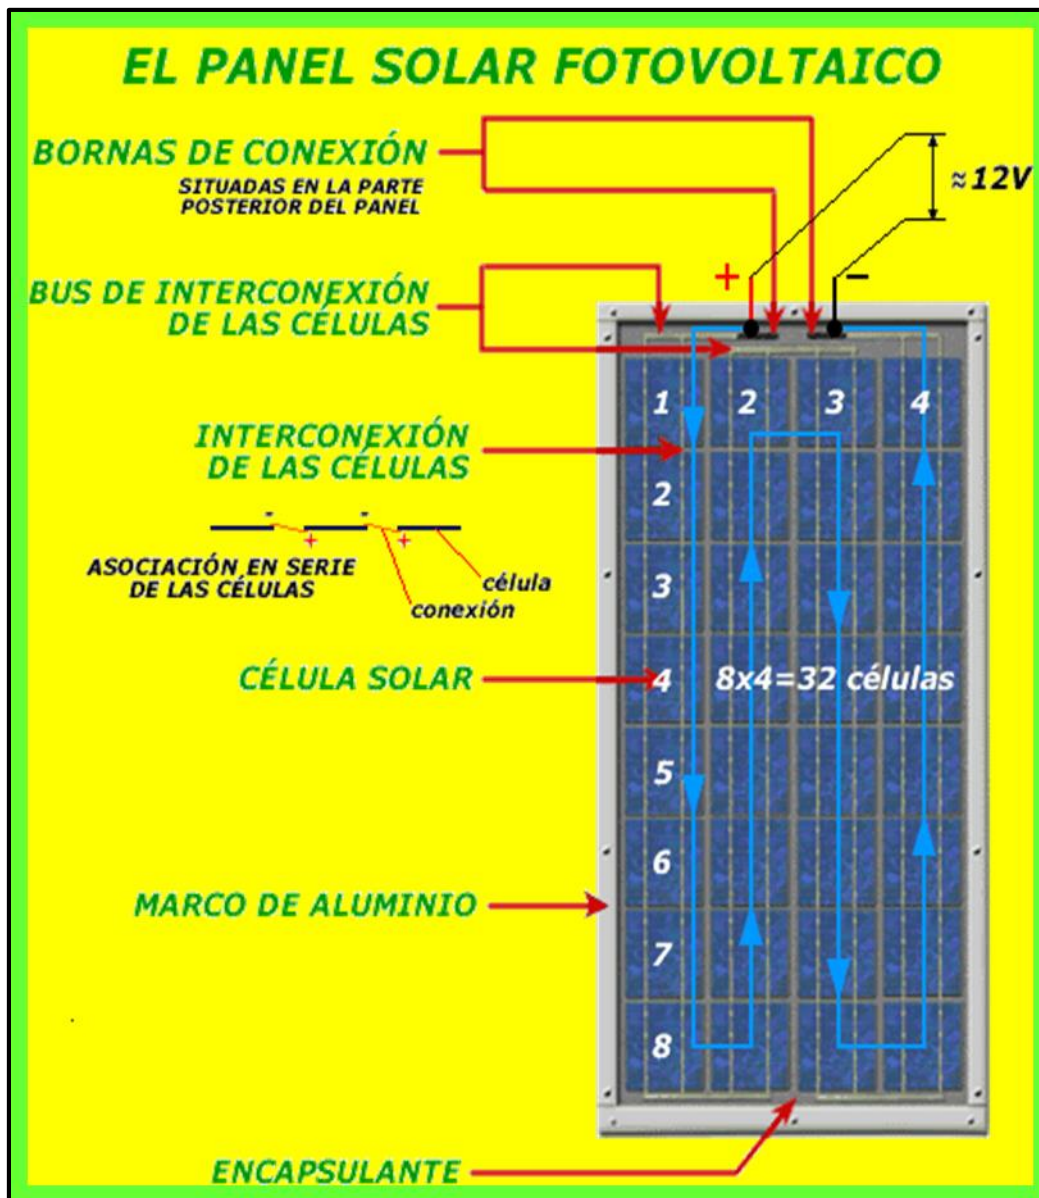 EL PANEL SOLAR FOTOVOLTAICO
BORNAS DE CONEXIÓN
SITUADAS EN LA PARTE
POSTERIOR DEL PANEL
≈12V
+ −
BUS DE INTERCONEXIÓN
DE LAS CÉLULAS
1 2 3 4
INTERCONEXIÓN
DE LAS CÉLULAS
2
- -
+ +
ASOCIACIÓN EN SERIE
DE LAS CÉLULAS
célula
conexión
3
CÉLULA SOLAR
4 8x4=32 células
5
6
MARCO DE ALUMINIO
7
8
ENCAPSULANTE